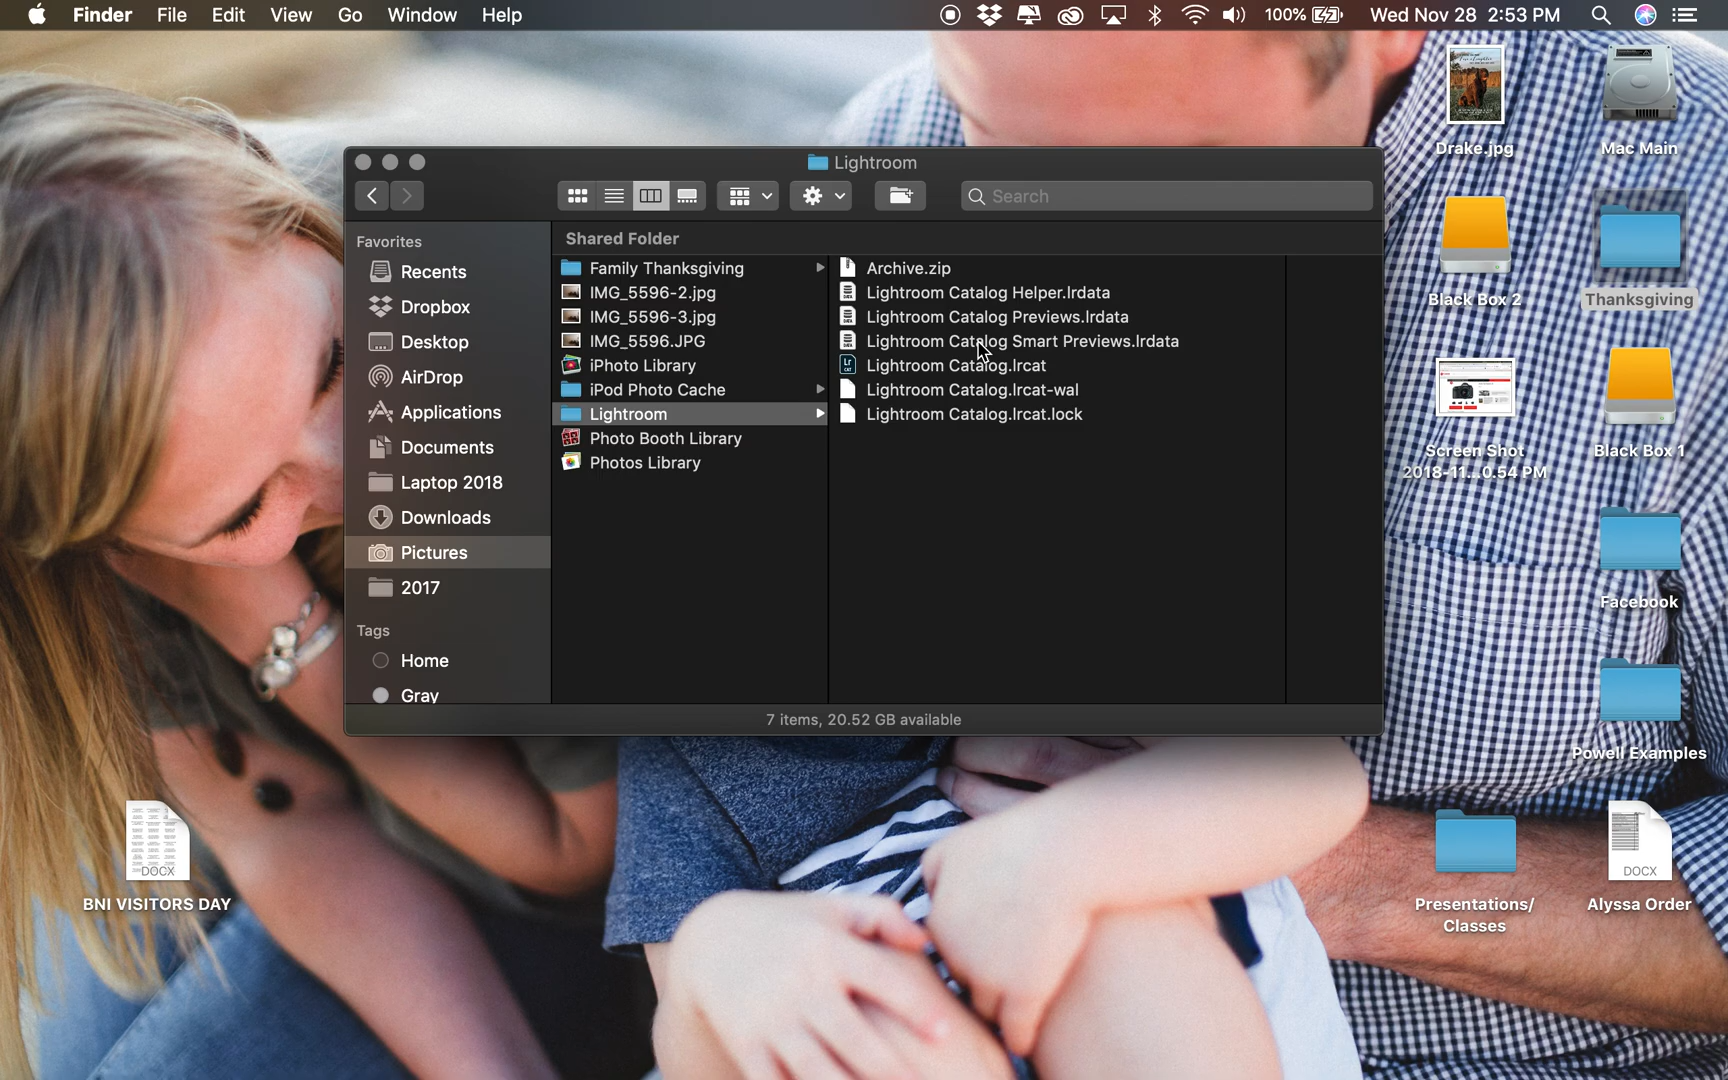 Finder File Edit View Go Window Help 100% Wed Nov 28 2:53 PM
Lightroom
Search
Favorites
Recents
Dropbox
Desktop
AirDrop
Applications
Documents
Laptop 2018
Downloads
Pictures
2017
Tags
Home
Gray
Shared Folder
Family Thanksgiving
IMG_5596-2.jpg
IMG_5596-3.jpg
IMG_5596.JPG
iPhoto Library
iPod Photo Cache
Lightroom
Photo Booth Library
Photos Library
Archive.zip
Lightroom Catalog Helper.lrdata
Lightroom Catalog Previews.lrdata
Lightroom Catalog Smart Previews.lrdata
Lightroom Catalog.lrcat
Lightroom Catalog.lrcat-wal
Lightroom Catalog.lrcat.lock
7 items, 20.52 GB available
Drake.jpg
Mac Main
Black Box 2
Thanksgiving
Screen Shot
2018-11...0.54 PM
Black Box 1
Facebook
Powell Examples
DOCX
BNI VISITORS DAY
Presentations/
Classes
DOCX
Alyssa Order